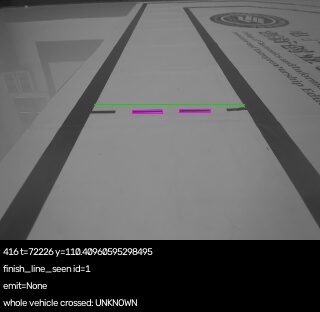 416 t=72226 y=110.40960595298495
finish_line_seen id=1
emit=None
whole vehicle crossed: UNKNOWN